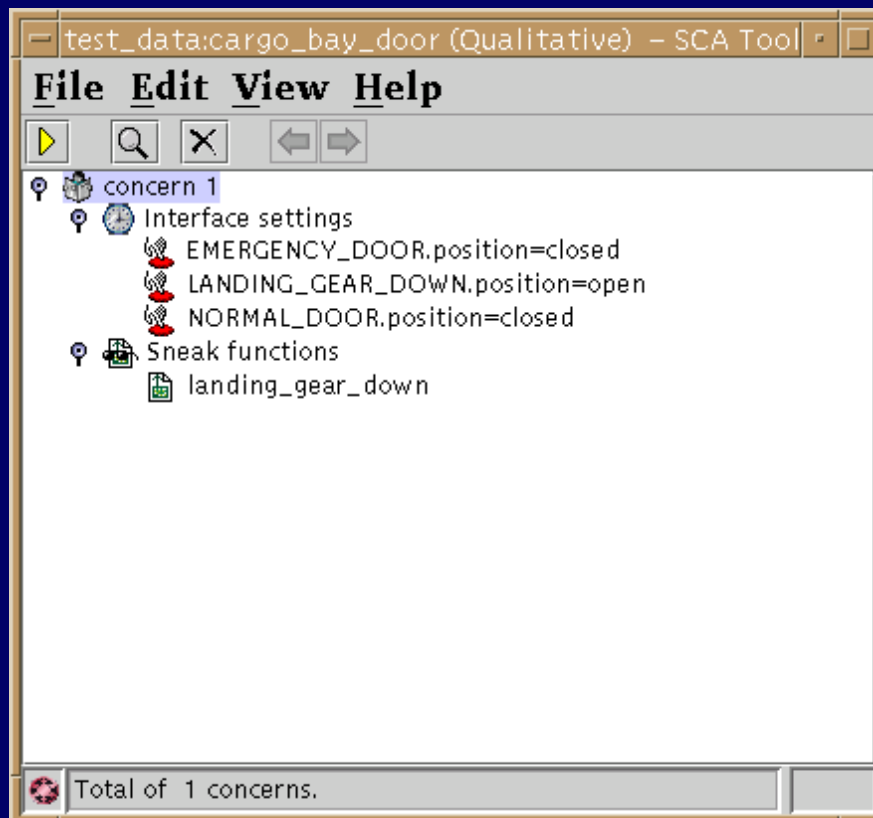 test_data:cargo_bay_door (Qualitative) – SCA Tool
File Edit View Help
concern 1
Interface settings
EMERGENCY_DOOR.position=closed
LANDING_GEAR_DOWN.position=open
NORMAL_DOOR.position=closed
Sneak functions
landing_gear_down
Total of 1 concerns.